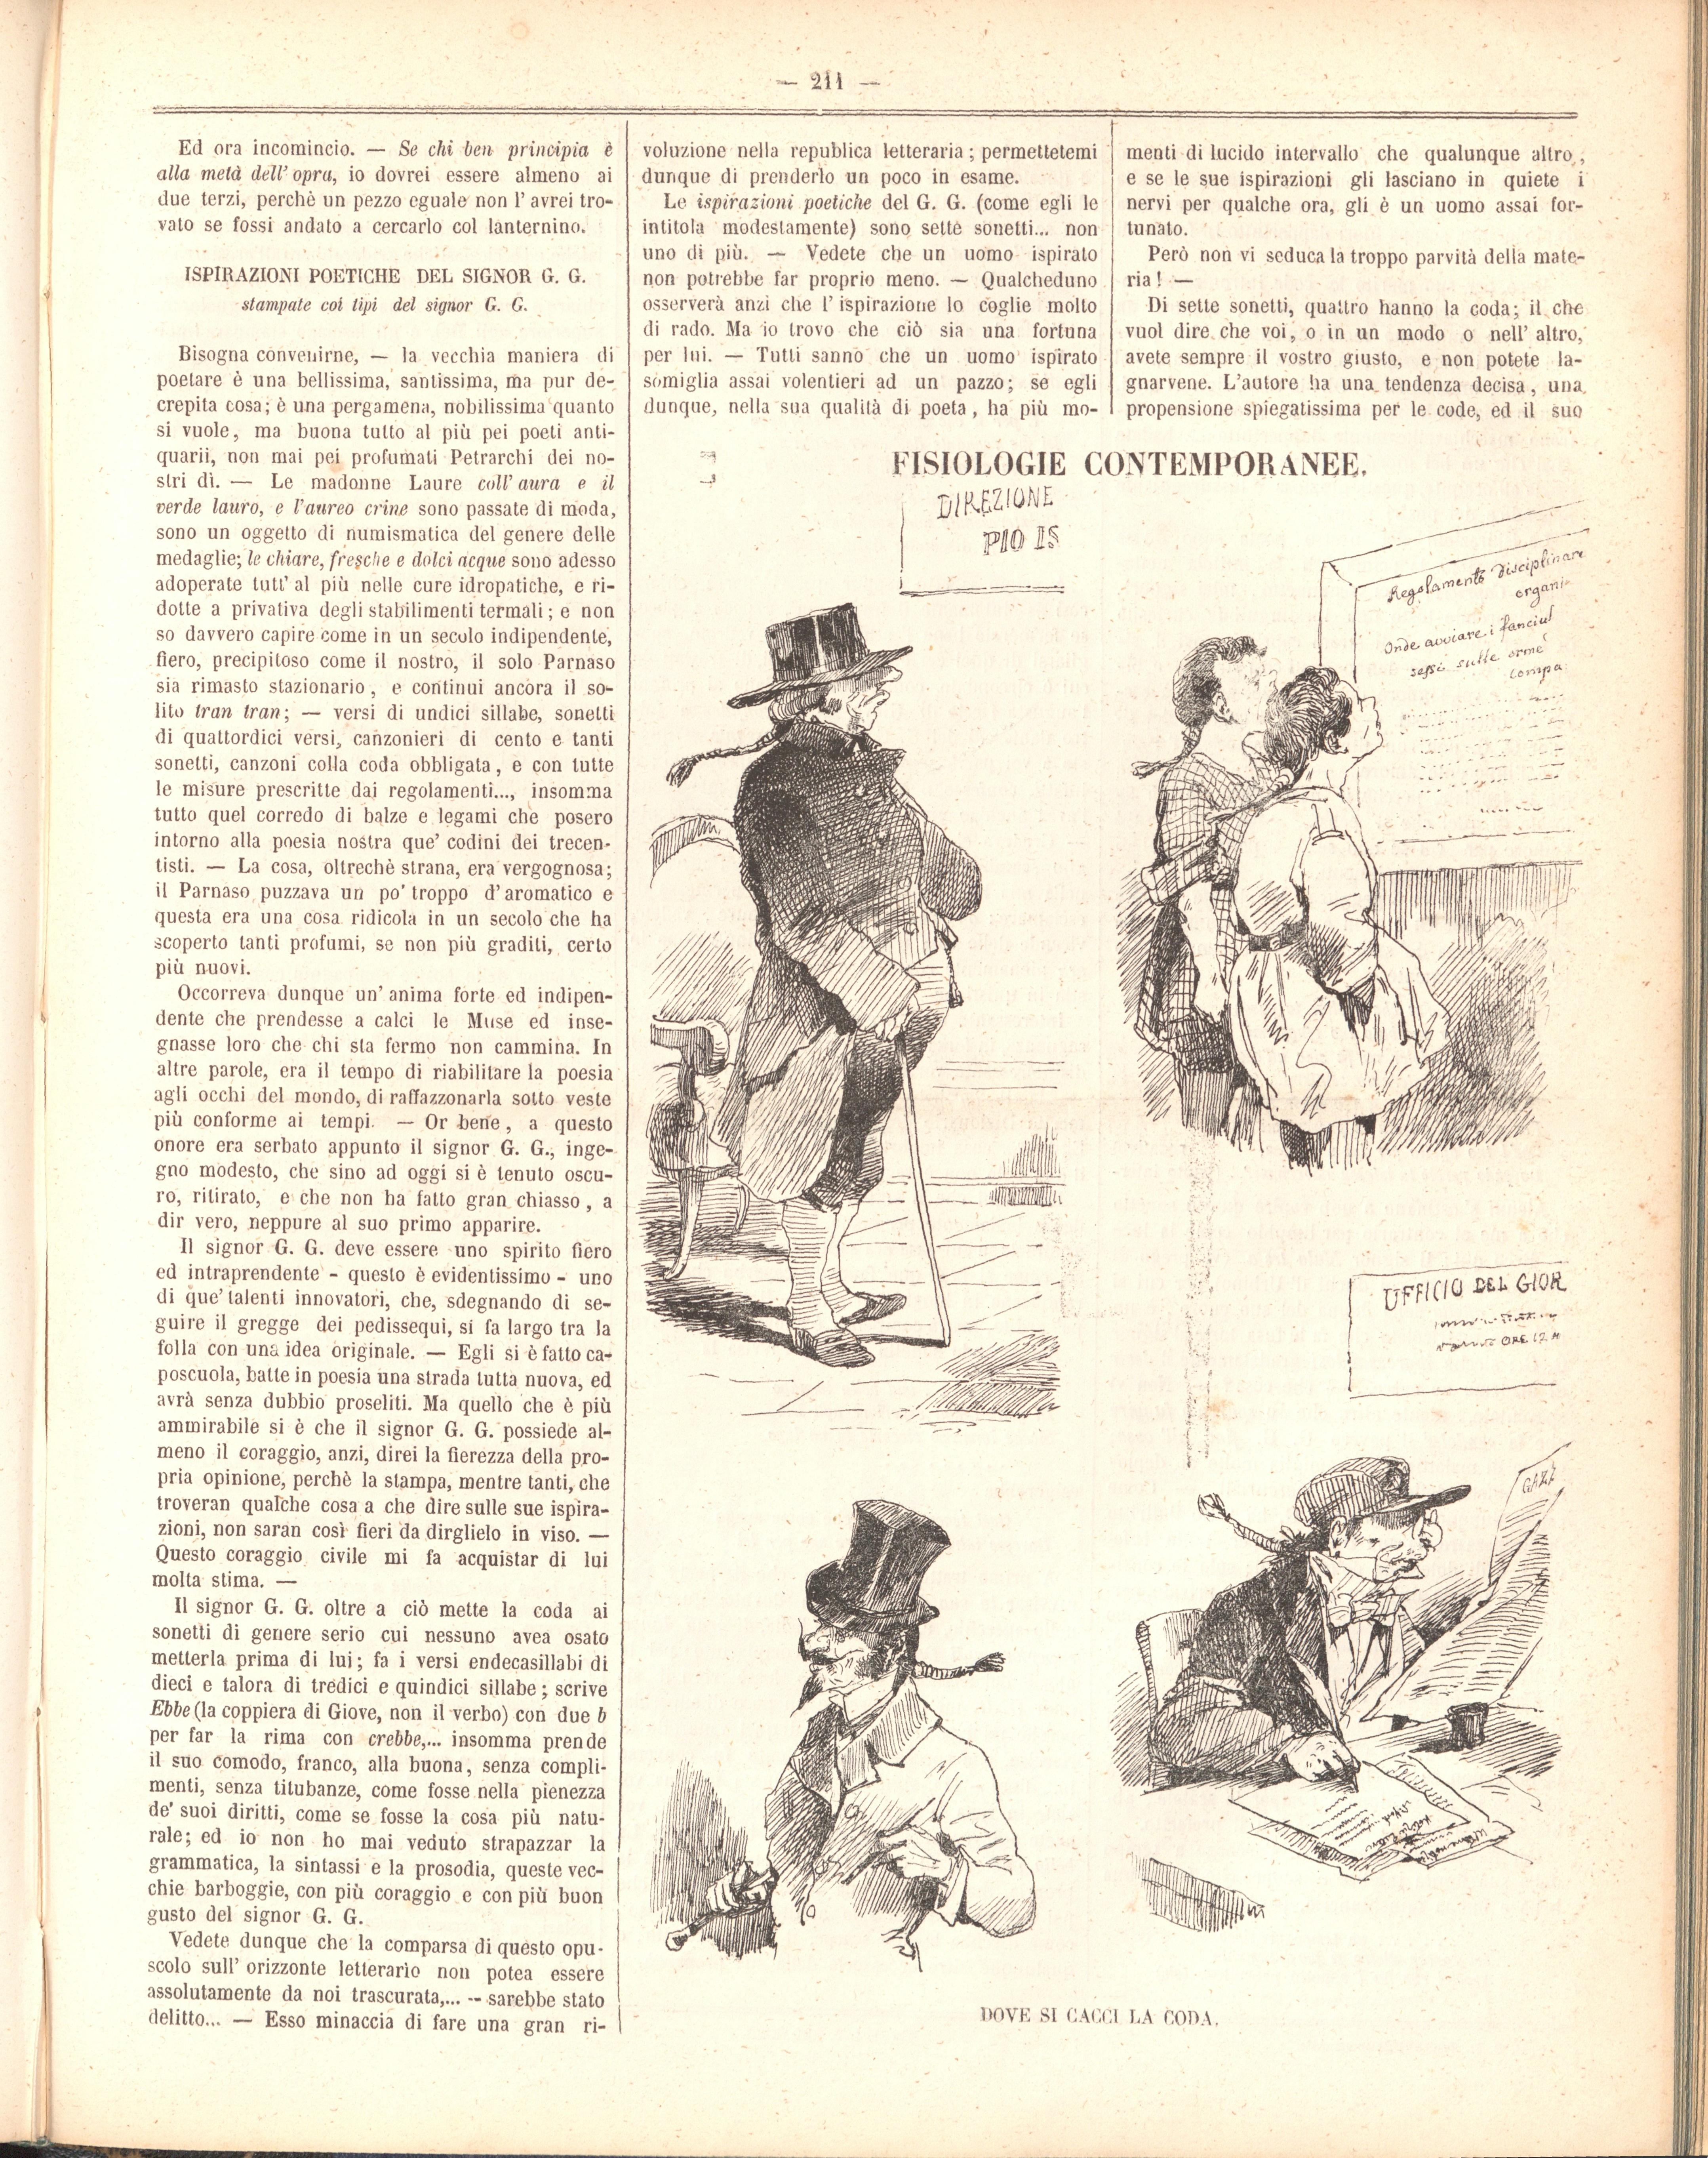 — 211 —
Ed ora incomincio. — Se chi ben principia è
alla metà dell' opra, io dovrei essere almeno ai
due terzi, perchè un pezzo eguale non l' avrei tro-
vato se fossi andato a cercarlo col lanternino.
ISPIRAZIONI POETICHE DEL SIGNOR G. G.
stampate coi tipi del signor G. G.
Bisogna convenirne, — la vecchia maniera di
poetare è una bellissima, santissima, ma pur de-
crepita cosa; è una pergamena, nobilissima quanto
si vuole, ma buona tutto al più pei poeti anti-
quarii, non mai pei profumati Petrarchi dei no-
stri dì. — Le madonne Laure coll' aura e il
verde lauro, e l'aureo crine sono passate di moda,
sono un oggetto di numismatica del genere delle
medaglie; le chiare, fresche e dolci acque sono adesso
adoperate tutt' al più nelle cure idropatiche, e ri-
dotte a privativa degli stabilimenti termali; e non
so davvero capire come in un secolo indipendente,
fiero, precipitoso come il nostro, il solo Parnaso
sia rimasto stazionario, e continui ancora il so-
lito tran tran; — versi di undici sillabe, sonetti
di quattordici versi, canzonieri di cento e tanti
sonetti, canzoni colla coda obbligata, e con tutte
le misure prescritte dai regolamenti..., insomma
tutto quel corredo di balze e legami che posero
intorno alla poesia nostra que' codini dei trecen-
tisti. — La cosa, oltrechè strana, era vergognosa;
il Parnaso puzzava un po' troppo d' aromatico e
questa era una cosa ridicola in un secolo che ha
scoperto tanti profumi, se non più graditi, certo
più nuovi.
Occorreva dunque un' anima forte ed indipen-
dente che prendesse a calci le Muse ed inse-
gnasse loro che chi sta fermo non cammina. In
altre parole, era il tempo di riabilitare la poesia
agli occhi del mondo, di raffazzonarla sotto veste
più conforme ai tempi. — Or bene, a questo
onore era serbato appunto il signor G. G., inge-
gno modesto, che sino ad oggi si è tenuto oscu-
ro, ritirato, e che non ha fatto gran chiasso, a
dir vero, neppure al suo primo apparire.
Il signor G. G. deve essere uno spirito fiero
ed intraprendente - questo è evidentissimo - uno
di que' talenti innovatori, che, sdegnando di se-
guire il gregge dei pedissequi, si fa largo tra la
folla con una idea originale. — Egli si è fatto ca-
poscuola, batte in poesia una strada tutta nuova, ed
avrà senza dubbio proseliti. Ma quello che è più
ammirabile si è che il signor G. G. possiede al-
meno il coraggio, anzi, direi la fierezza della pro-
pria opinione, perchè la stampa, mentre tanti, che
troveran qualche cosa a che dire sulle sue ispira-
zioni, non saran così fieri da dirglielo in viso. —
Questo coraggio civile mi fa acquistar di lui
molta stima. —
Il signor G. G. oltre a ciò mette la coda ai
sonetti di genere serio cui nessuno avea osato
metterla prima di lui; fa i versi endecasillabi di
dieci e talora di tredici e quindici sillabe; scrive
Ebbe (la coppiera di Giove, non il verbo) con due b
per far la rima con crebbe,... insomma prende
il suo comodo, franco, alla buona, senza compli-
menti, senza titubanze, come fosse nella pienezza
de' suoi diritti, come se fosse la cosa più natu-
rale; ed io non ho mai veduto strapazzar la
grammatica, la sintassi e la prosodia, queste vec-
chie barboggie, con più coraggio e con più buon
gusto del signor G. G.
Vedete dunque che la comparsa di questo opu-
scolo sull' orizzonte letterario non potea essere
assolutamente da noi trascurata,... -- sarebbe stato
delitto... — Esso minaccia di fare una gran ri-
voluzione nella republica letteraria; permettetemi
dunque di prenderlo un poco in esame.
Le ispirazioni poetiche del G. G. (come egli le
intitola modestamente) sono sette sonetti... non
uno di più. — Vedete che un uomo ispirato
non potrebbe far proprio meno. — Qualcheduno
osserverà anzi che l' ispirazione lo coglie molto
di rado. Ma io trovo che ciò sia una fortuna
per lui. — Tutti sanno che un uomo ispirato
somiglia assai volentieri ad un pazzo; se egli
dunque, nella sua qualità di poeta, ha più mo-
menti di lucido intervallo che qualunque altro,
e se le sue ispirazioni gli lasciano in quiete i
nervi per qualche ora, gli è un uomo assai for-
tunato.
Però non vi seduca la troppo parvità della mate-
ria! —
Di sette sonetti, quattro hanno la coda; il che
vuol dire che voi, o in un modo o nell' altro,
avete sempre il vostro giusto, e non potete la-
gnarvene. L'autore ha una tendenza decisa, una
propensione spiegatissima per le code, ed il suo
FISIOLOGIE CONTEMPORANEE.
DIREZIONE
PIO IS
Regolamento disciplinare
organi
Onde avviare i fanciul
sessi sulle orme
compa
UFFICIO DEL GIOR
ORE 12
GAZZ
DOVE SI CACCI LA CODA.